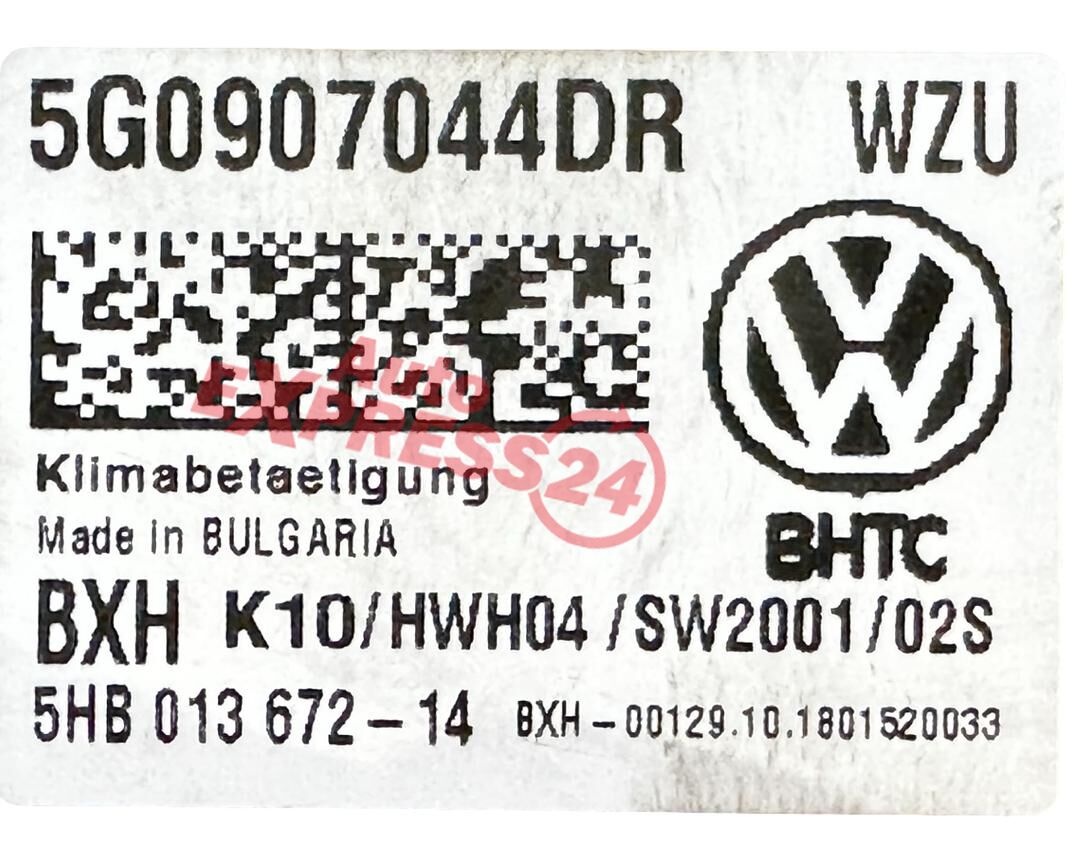 5G0907044DR WZU
Auto
EXPRESS24
Klimabetaetigung
Made in BULGARIA
BHTC
BXH K10/HWH04/SW2001/02S
5HB 013 672-14 BXH-00129.10.1801520033